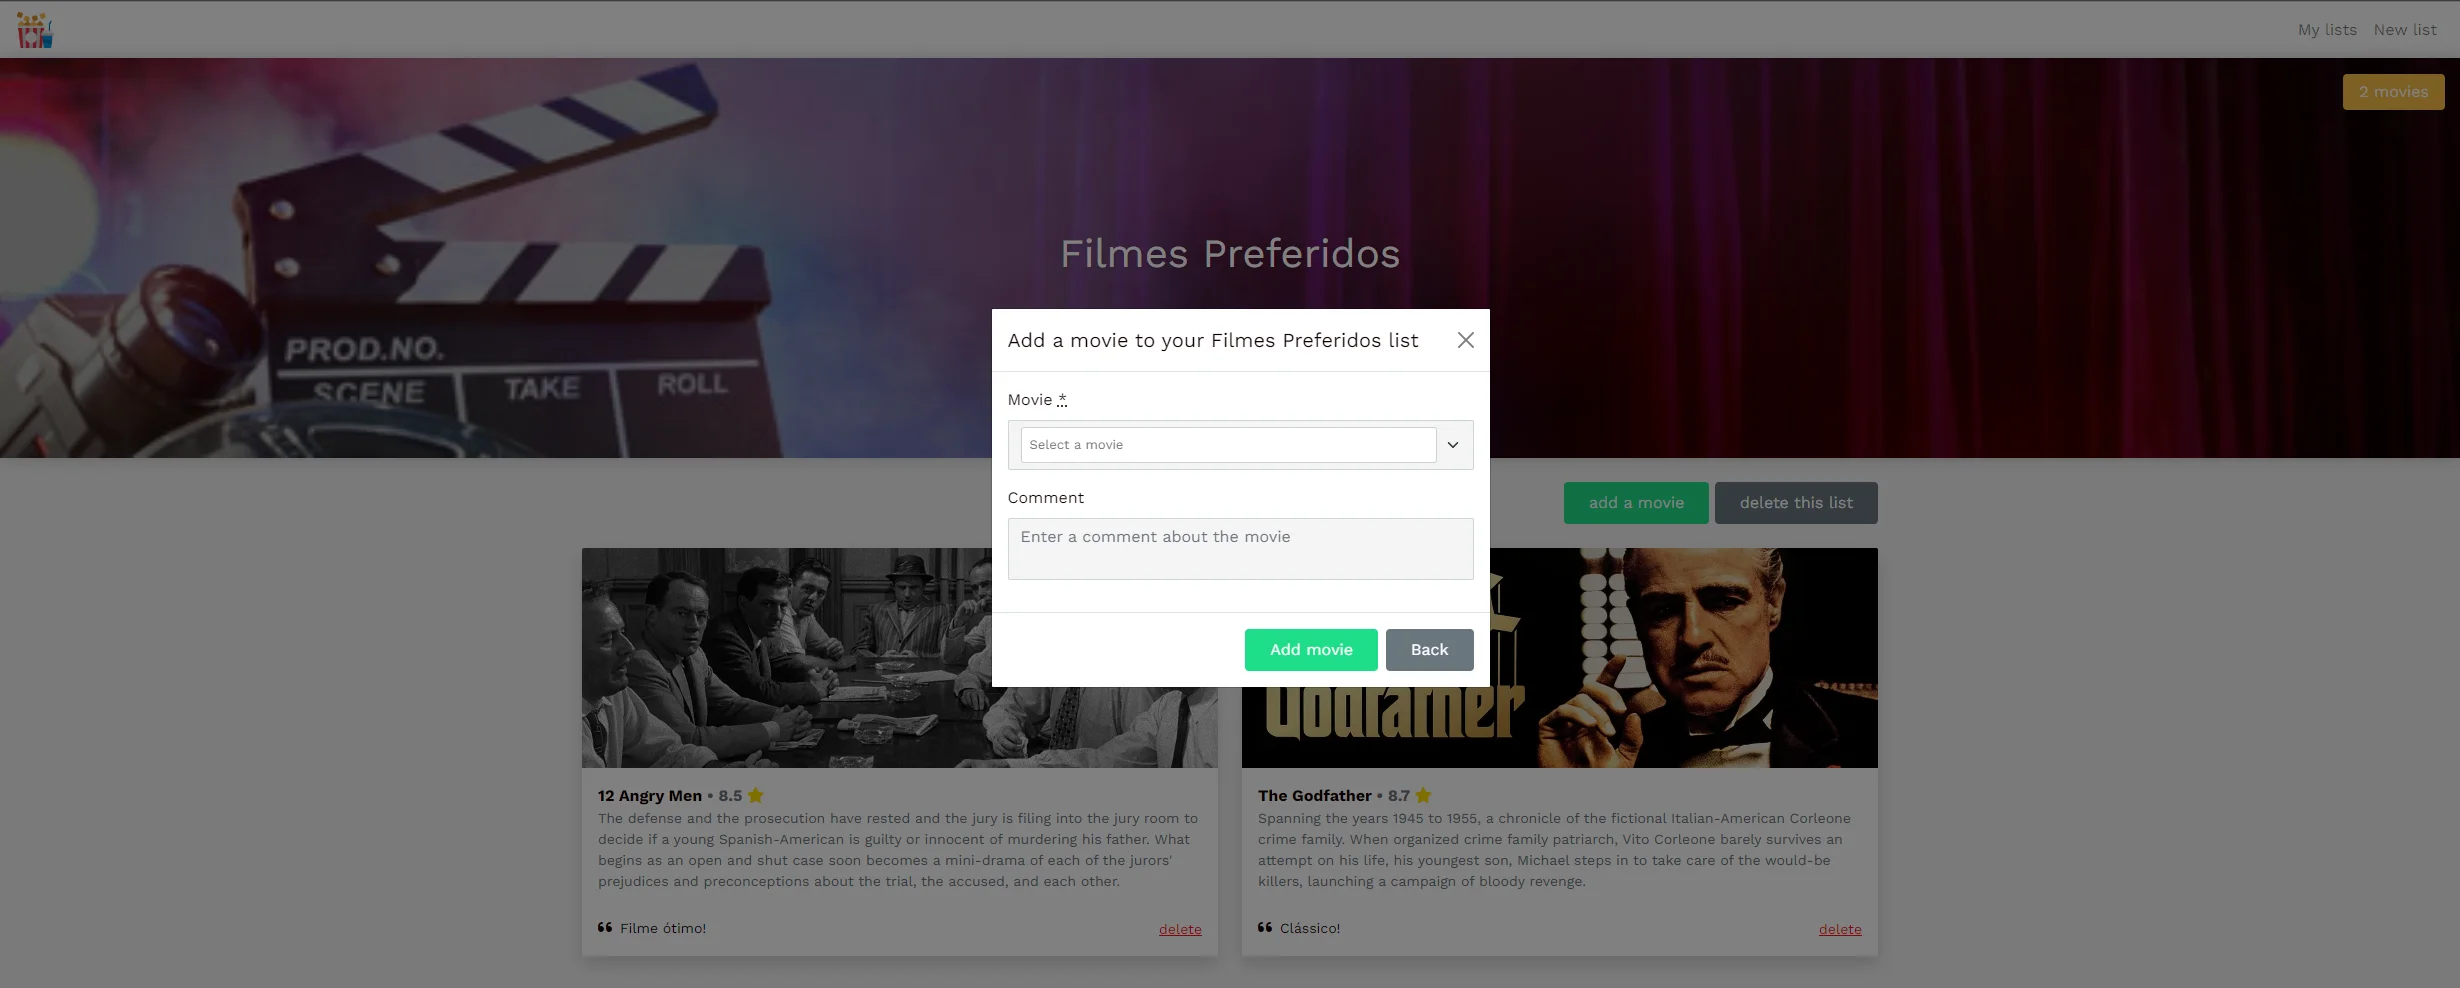 My lists New list
2 movies
PROD.NO.
SCENE TAKE ROLL
Filmes Preferidos
Add a movie to your Filmes Preferidos list
Movie *
Select a movie
Comment
Enter a comment about the movie
Add movie Back
add a movie delete this list
Godfather
12 Angry Men • 8.5
The defense and the prosecution have rested and the jury is filing into the jury room to
decide if a young Spanish-American is guilty or innocent of murdering his father. What
begins as an open and shut case soon becomes a mini-drama of each of the jurors'
prejudices and preconceptions about the trial, the accused, and each other.
Filme ótimo! delete
The Godfather • 8.7
Spanning the years 1945 to 1955, a chronicle of the fictional Italian-American Corleone
crime family. When organized crime family patriarch, Vito Corleone barely survives an
attempt on his life, his youngest son, Michael steps in to take care of the would-be
killers, launching a campaign of bloody revenge.
Clássico! delete